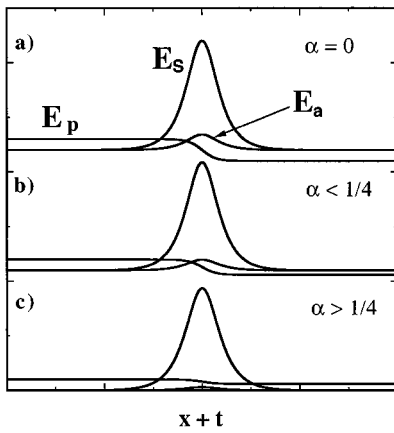 a)
E_S
α = 0
E_p
E_a
b)
α < 1/4
c)
α > 1/4
x + t